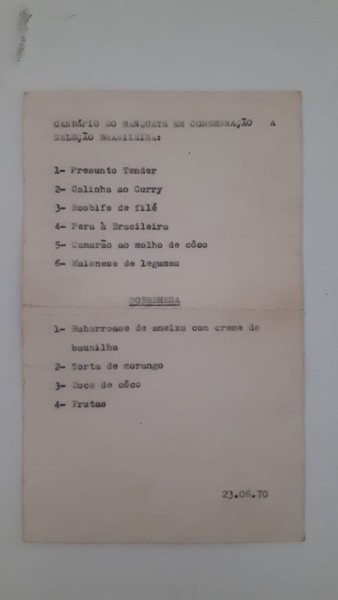 CARDÁPIO DO BANQUETE EM COMEMORAÇÃO A
SELEÇÃO BRASILEIRA:
1- Presunto Tender
2- Galinha ao Curry
3- Rosbife de filé
4- Peru à Brasileira
5- Camarão ao molho de côco
6- Maionese de legumes
SOBREMESA
1- Babarroase de ameixa com creme de
baunilha
2- Torta de morango
3- Doce de côco
4- Frutas
23.06.70